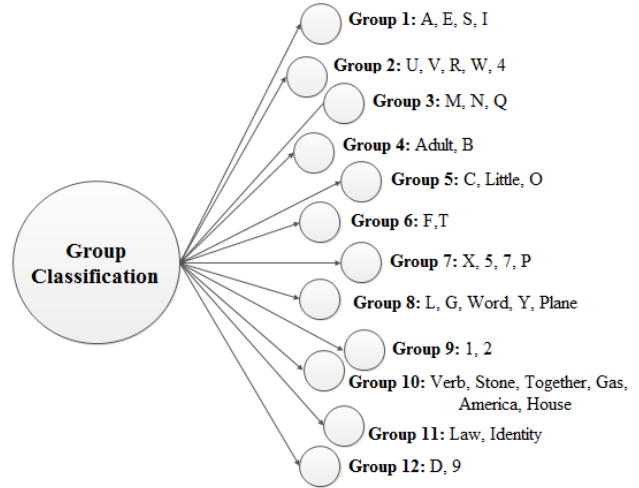 Group 1: A, E, S, I
Group 2: U, V, R, W, 4
Group 3: M, N, Q
Group 4: Adult, B
Group 5: C, Little, O
Group 6: F,T
Group Classification
Group 7: X, 5, 7, P
Group 8: L, G, Word, Y, Plane
Group 9: 1, 2
Group 10: Verb, Stone, Together, Gas,
America, House
Group 11: Law, Identity
Group 12: D, 9